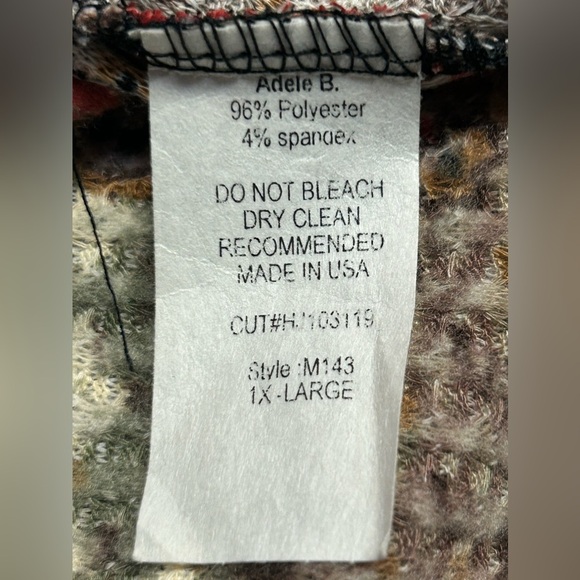 Adele B.
96% Polyester
4% spandex
DO NOT BLEACH
DRY CLEAN
RECOMMENDED
MADE IN USA
CUT#HJ103119
Style :M143
1X-LARGE